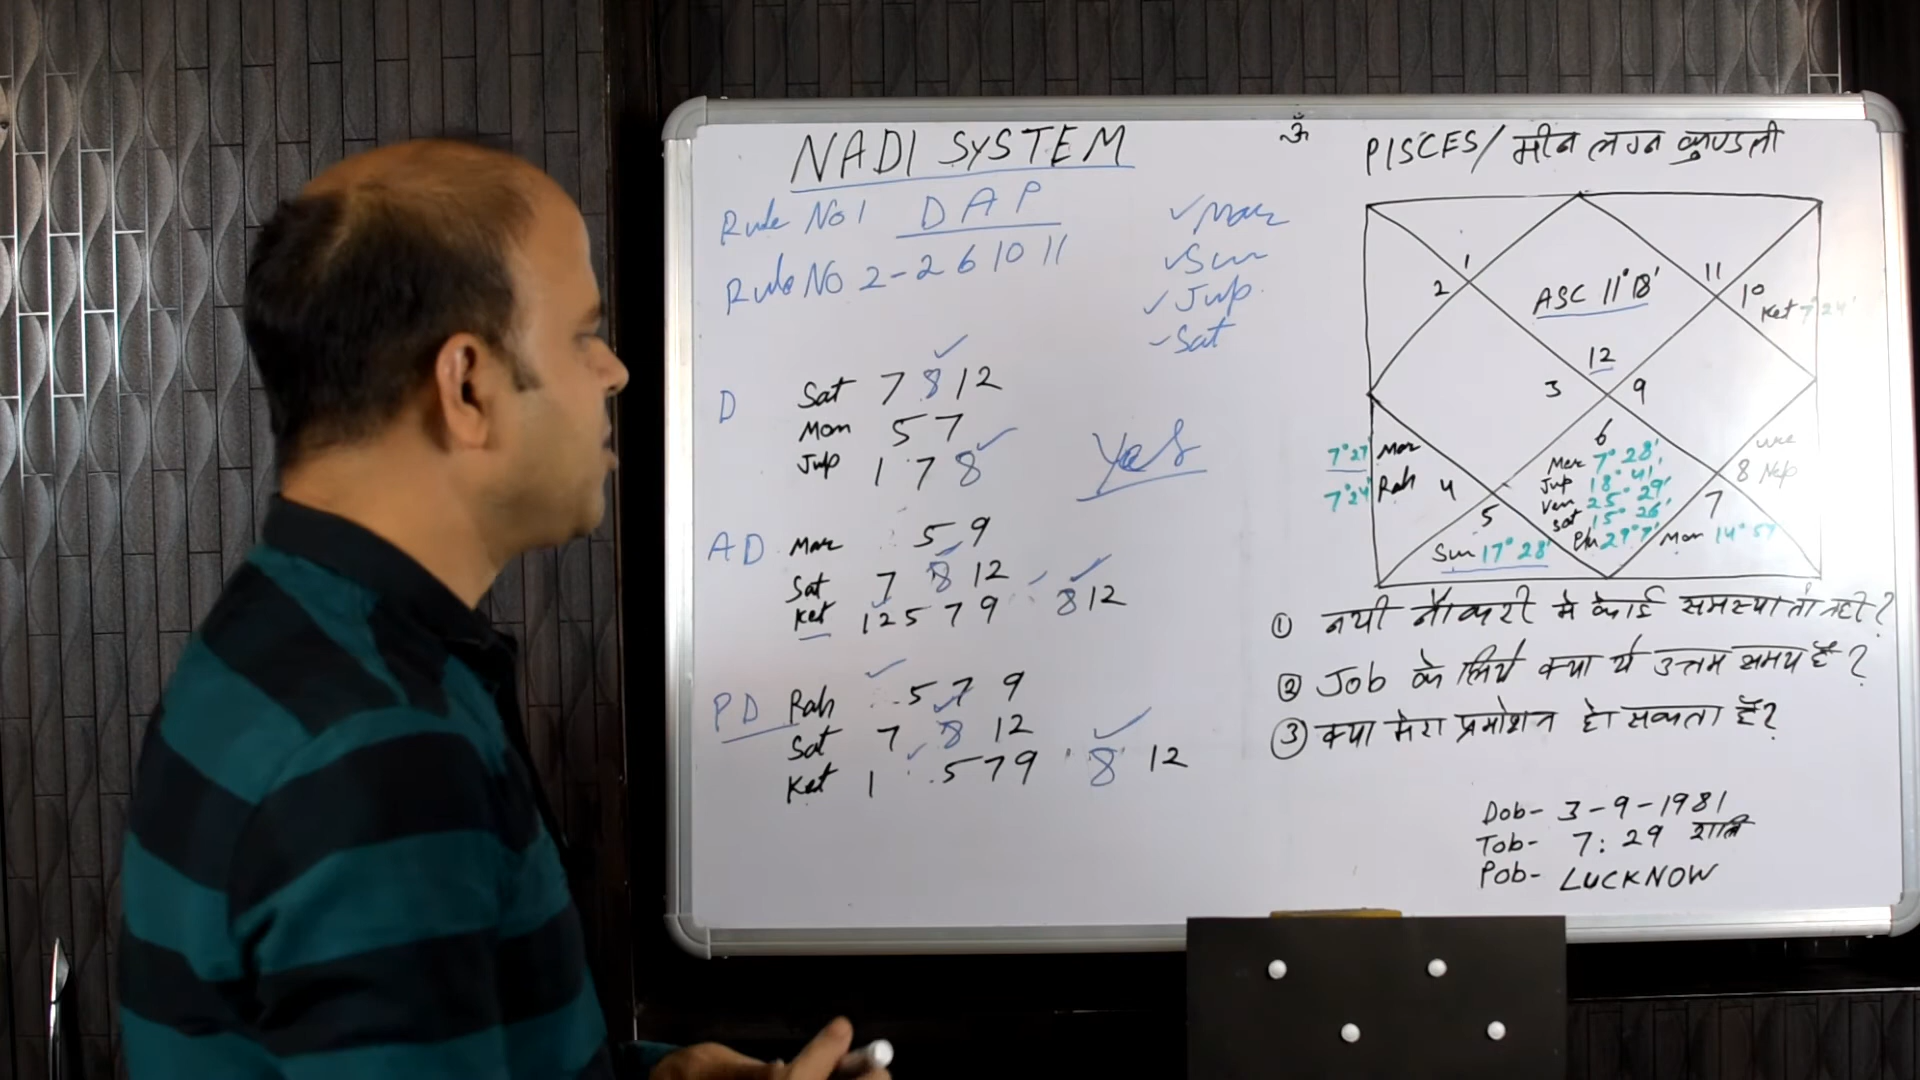 NADI SYSTEM
Rule No 1 D A P
Rule No 2 - 2 6 10 11
✓ Mar
✓ Sun
✓ Jup
- Sat
D Sat 7 8 12
Mon 5 7
Jup 1 7 8
Yes
AD Mar 5 9
Sat 7 8 12
Ket 12 5 7 9 8 12
PD Rah 5 7 9
Sat 7 8 12
Ket 1 5 7 9 8 12
ॐ
PISCES/ मीन लग्न कुण्डली
1
2
ASC 11° 18'
11
10
Ket 7° 24'
12
3
9
7° 27' Mar
7° 24' Rah
4
5
Sun 17° 28'
6
Mer 7° 28'
Jup 18° 41'
Ven 25° 29'
Sat 15° 26'
Plu 29° 7'
8 Nep
7
Mon 14° 57'
① नयी नौकरी मे कोई समस्या तो नही?
② Job के लिये क्या ये उत्तम समय है?
③ क्या मेरा प्रमोशन हो सकता है?
Dob- 3-9-1981
Tob- 7:29 रात्रि
Pob- LUCKNOW